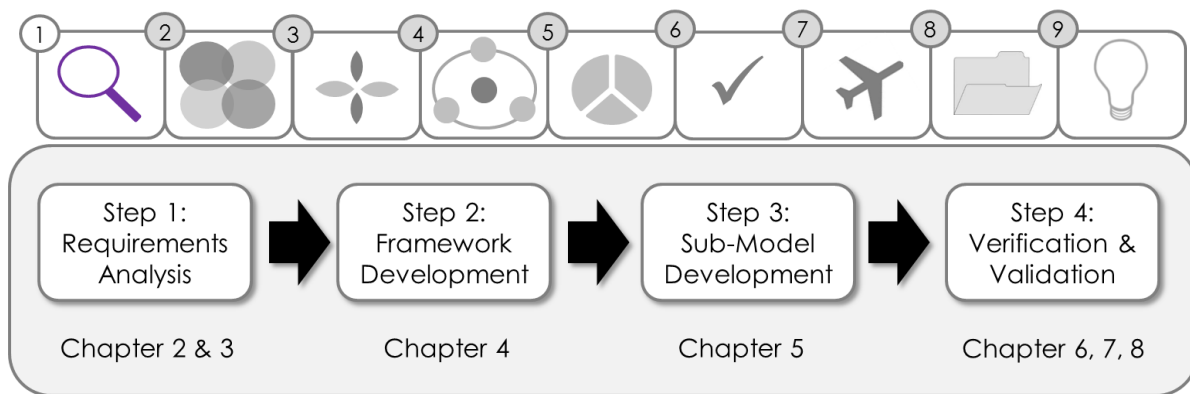 1 2 3 4 5 6 7 8 9
Step 1:
Requirements
Analysis
Step 2:
Framework
Development
Step 3:
Sub-Model
Development
Step 4:
Verification &
Validation
Chapter 2 & 3
Chapter 4
Chapter 5
Chapter 6, 7, 8